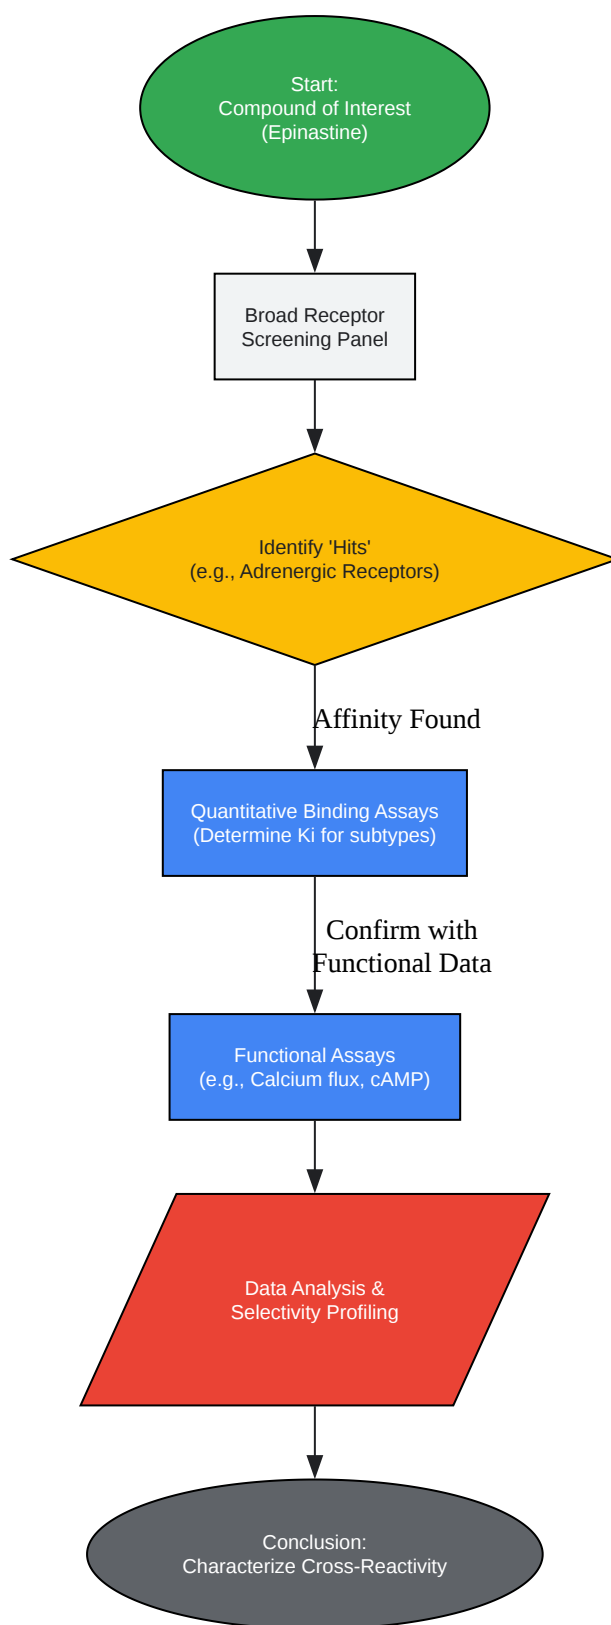 Start:
Compound of Interest
(Epinastine)
Broad Receptor
Screening Panel
Identify 'Hits'
(e.g., Adrenergic Receptors)
Affinity Found
Quantitative Binding Assays
(Determine Ki for subtypes)
Confirm with
Functional Data
Functional Assays
(e.g., Calcium flux, cAMP)
Data Analysis &
Selectivity Profiling
Conclusion:
Characterize Cross-Reactivity